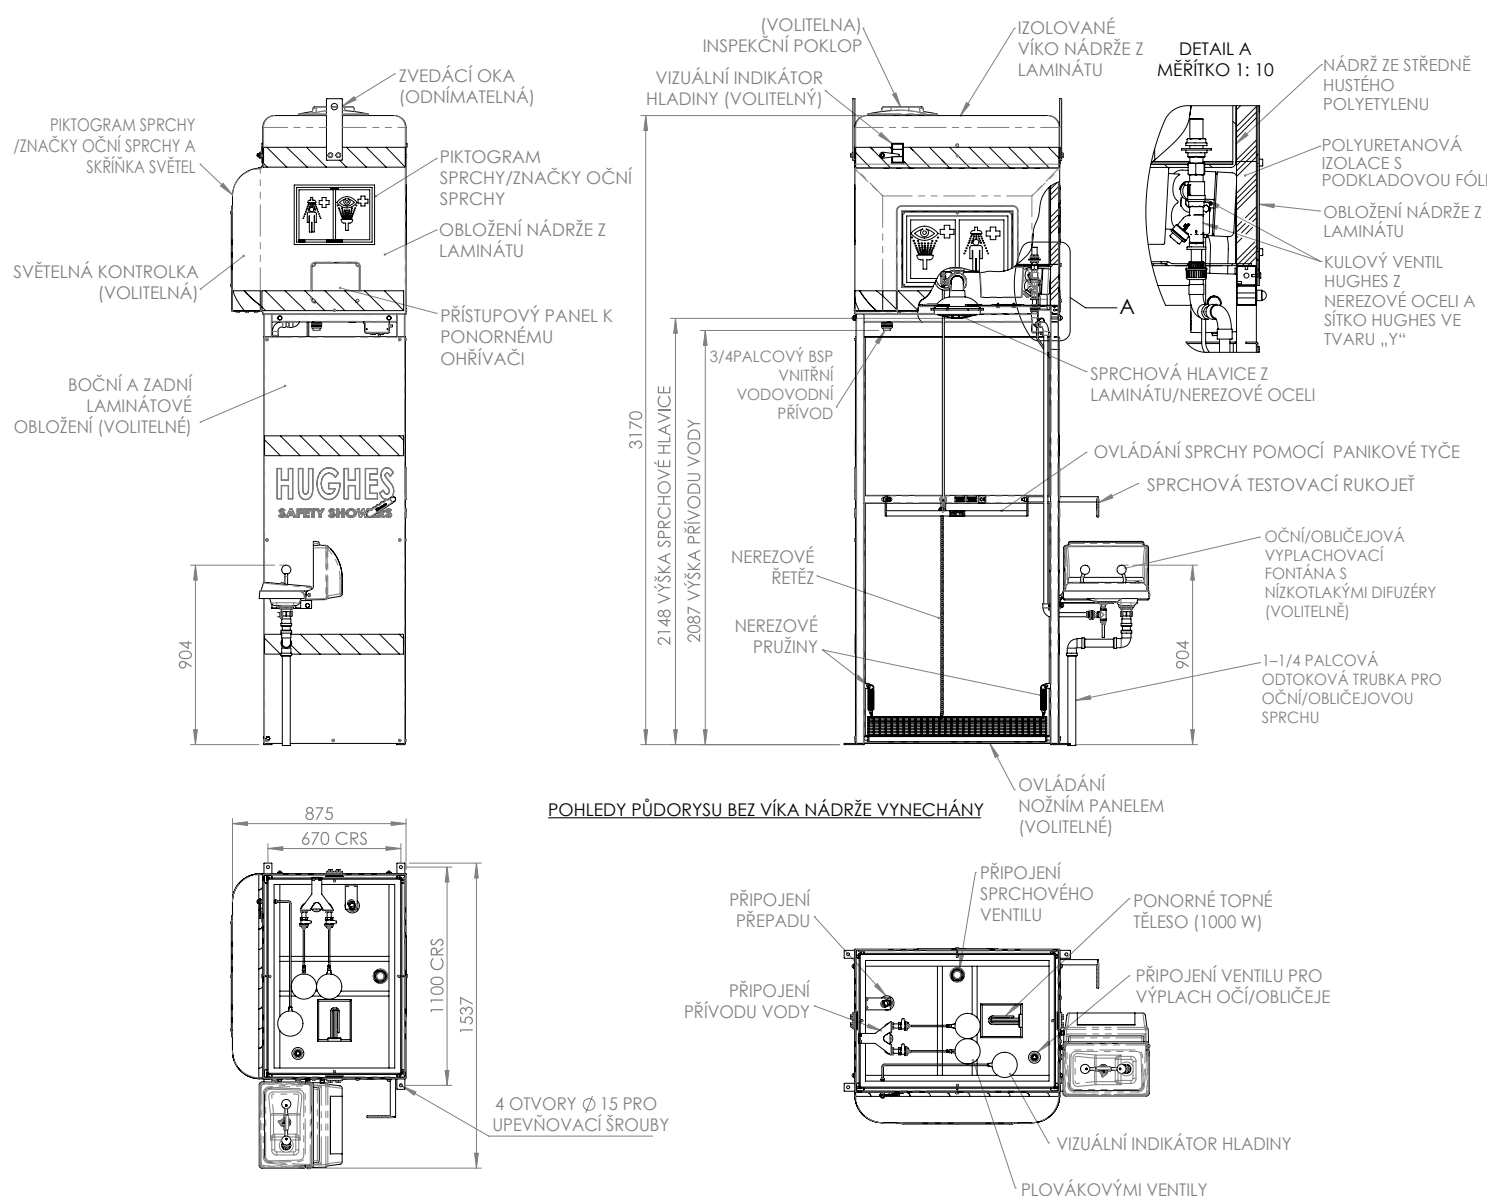 (VOLITELNA)
INSPEKČNÍ POKLOP
IZOLOVANÉ
VÍKO NÁDRŽE Z
LAMINÁTU
DETAIL A
MĚŘÍTKO 1: 10
NÁDRŽ ZE STŘEDNĚ
HUSTÉHO
POLYETYLENU
ZVEDÁCÍ OKA
(ODNÍMATELNÁ)
VIZUÁLNÍ INDIKÁTOR
HLADINY (VOLITELNÝ)
PIKTOGRAM SPRCHY
/ZNAČKY OČNÍ SPRCHY A
SKŘÍŇKA SVĚTEL
PIKTOGRAM
SPRCHY/ZNAČKY OČNÍ
SPRCHY
POLYURETANOVÁ
IZOLACE S
PODKLADOVOU FÓLI
OBLOŽENÍ NÁDRŽE Z
LAMINÁTU
OBLOŽENÍ NÁDRŽE Z
LAMINÁTU
SVĚTELNÁ KONTROLKA
(VOLITELNÁ)
KULOVÝ VENTIL
HUGHES Z
NEREZOVÉ OCELI A
SÍTKO HUGHES VE
TVARU „Y“
PŘÍSTUPOVÝ PANEL K
PONORNÉMU
OHŘÍVAČI
A
3/4PALCOVÝ BSP
VNITŘNÍ
VODOVODNÍ
PŘÍVOD
SPRCHOVÁ HLAVICE Z
LAMINÁTU/NEREZOVÉ OCELI
BOČNÍ A ZADNÍ
LAMINÁTOVÉ
OBLOŽENÍ (VOLITELNÉ)
3170
2148 VÝŠKA SPRCHOVÉ HLAVICE
2087 VÝŠKA PŘÍVODU VODY
OVLÁDÁNÍ SPRCHY POMOCÍ PANIKOVÉ TYČE
SPRCHOVÁ TESTOVACÍ RUKOJEŤ
HUGHES
SAFETY SHOWERS
OČNÍ/OBLIČEJOVÁ
VYPLACHOVACÍ
FONTÁNA S
NÍZKOTLAKÝMI DIFUZÉRY
(VOLITELNĚ)
NEREZOVÉ
ŘETĚZ
NEREZOVÉ
PRUŽINY
904
904
1–1/4 PALCOVÁ
ODTOKOVÁ TRUBKA PRO
OČNÍ/OBLIČEJOVOU
SPRCHU
OVLÁDÁNÍ
NOŽNÍM PANELEM
(VOLITELNÉ)
POHLEDY PŮDORYSU BEZ VÍKA NÁDRŽE VYNECHÁNY
875
670 CRS
1100 CRS
1537
4 OTVORY Ø 15 PRO
UPEVŇOVACÍ ŠROUBY
PŘIPOJENÍ
PŘEPADU
PŘIPOJENÍ
SPRCHOVÉHO
VENTILU
PONORNÉ TOPNÉ
TĚLESO (1000 W)
PŘIPOJENÍ
PŘÍVODU VODY
PŘIPOJENÍ VENTILU PRO
VÝPLACH OČÍ/OBLIČEJE
VIZUÁLNÍ INDIKÁTOR HLADINY
PLOVÁKOVÝMI VENTILY